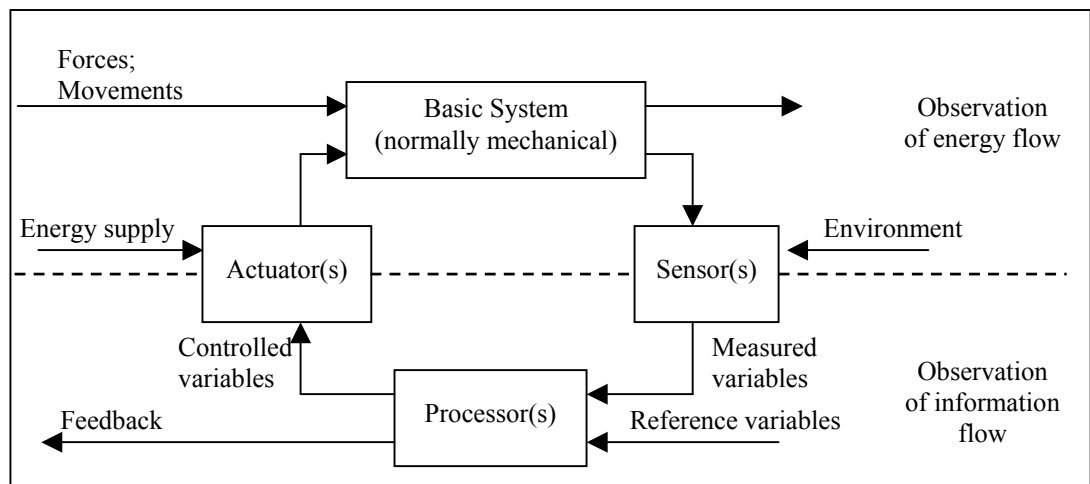 Forces;
Movements
Basic System
(normally mechanical)
Observation
of energy flow
Energy supply
Environment
Actuator(s)
Sensor(s)
Controlled
variables
Measured
variables
Observation
of information
flow
Processor(s)
Feedback
Reference variables